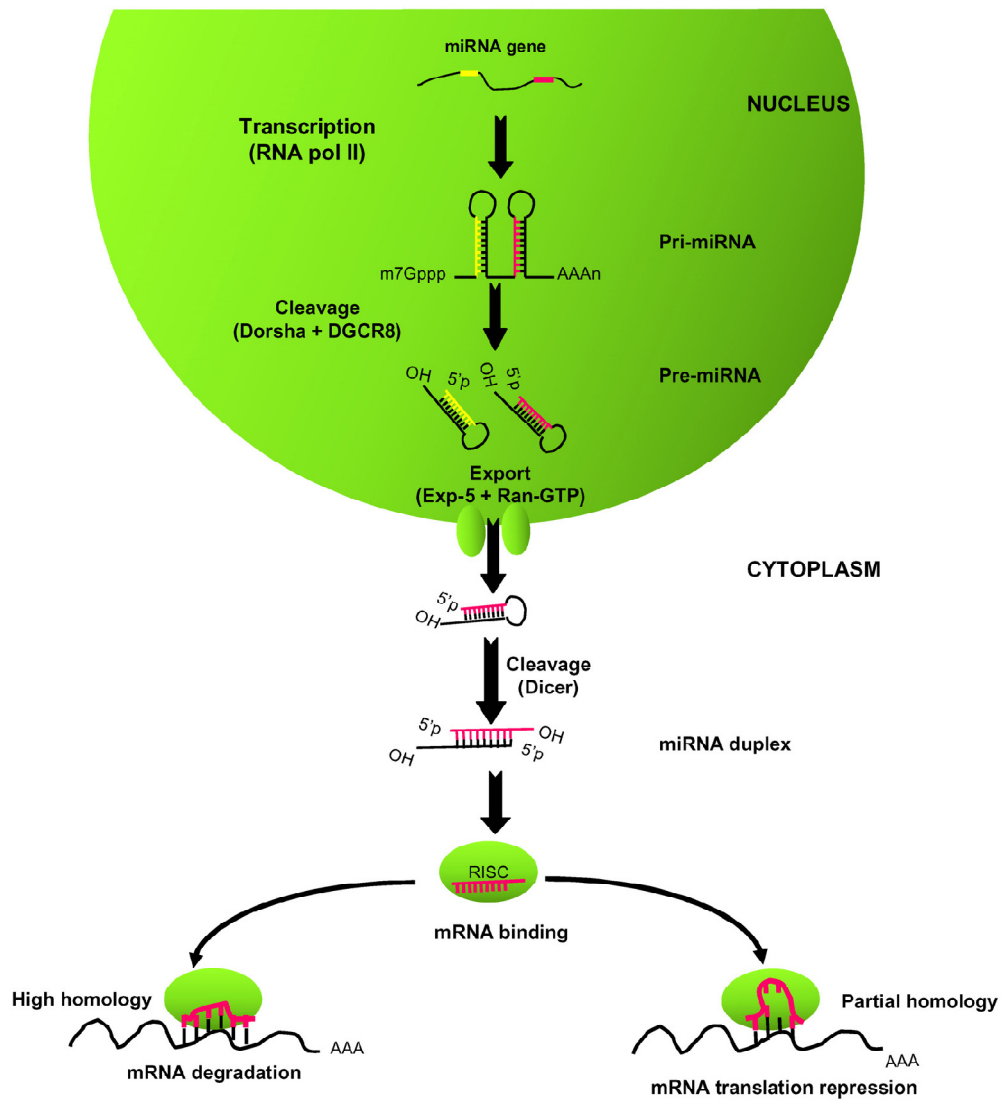 miRNA gene
NUCLEUS
Transcription
(RNA pol II)
Pri-miRNA
m7Gppp
AAAn
Cleavage
(Dorsha + DGCR8)
OH
5'p
OH
5'p
Pre-miRNA
Export
(Exp-5 + Ran-GTP)
CYTOPLASM
5'p
OH
Cleavage
(Dicer)
5'p
OH
OH
5'p
miRNA duplex
RISC
mRNA binding
High homology
Partial homology
AAA
AAA
mRNA degradation
mRNA translation repression